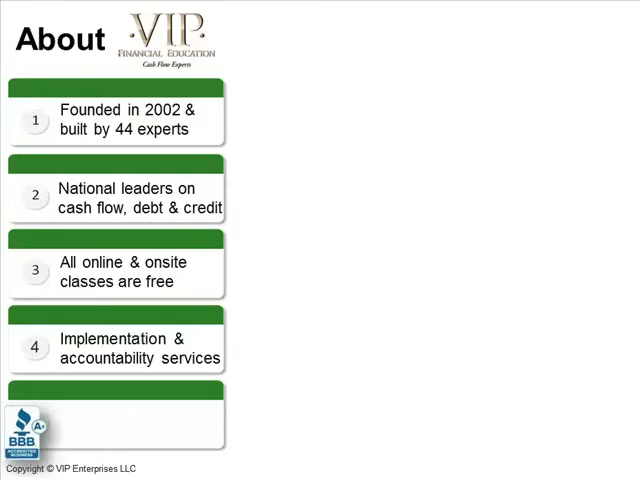 About
·VIP·
FINANCIAL EDUCATION
Cash Flow Experts
1
Founded in 2002 &
built by 44 experts
2
National leaders on
cash flow, debt & credit
3
All online & onsite
classes are free
4
Implementation &
accountability services
A+
BBB
ACCREDITED
BUSINESS
Copyright © VIP Enterprises LLC